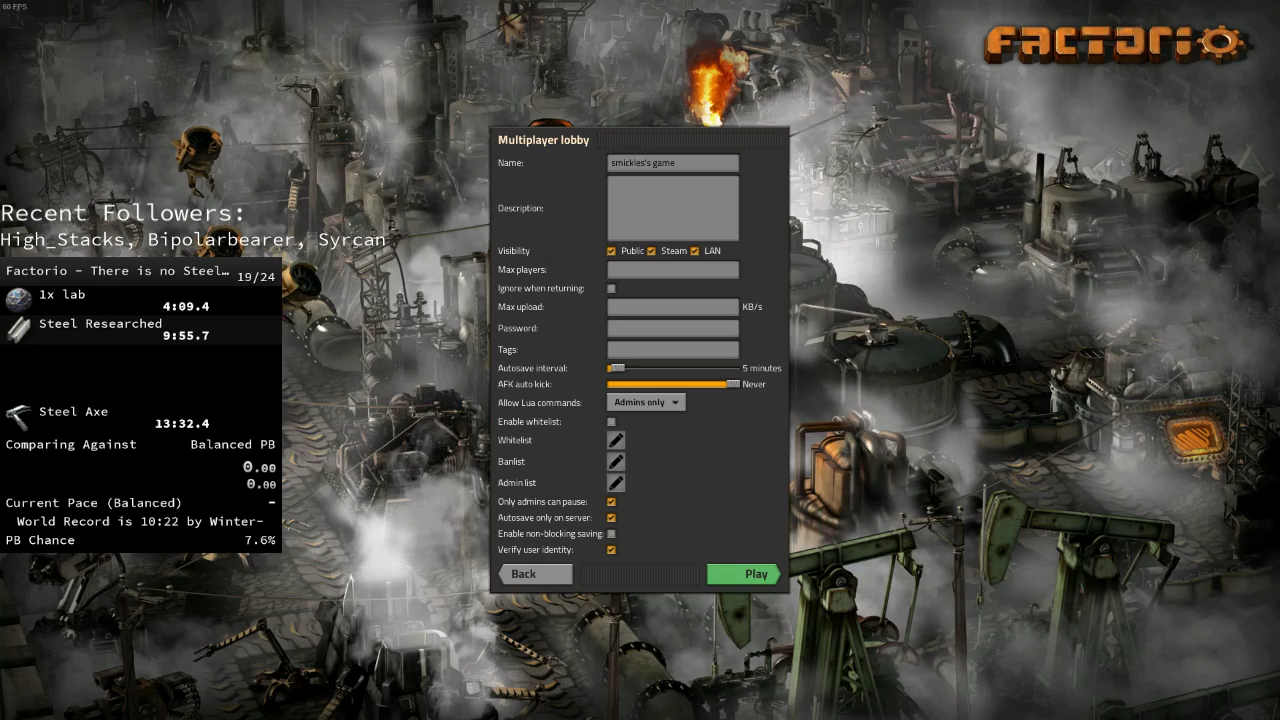 60 FPS
FACTORIO
Multiplayer lobby
Name: smickles's game
Description:
Visibility Public Steam LAN
Max players:
Ignore when returning:
Max upload: KB/s
Password:
Tags:
Autosave interval: 5 minutes
AFK auto kick: Never
Allow Lua commands: Admins only
Enable whitelist:
Whitelist
Banlist
Admin list
Only admins can pause:
Autosave only on server:
Enable non-blocking saving:
Verify user identity:
Back Play
Recent Followers:
High_Stacks, Bipolarbearer, Syrcan
Factorio - There is no Steel… 19/24
1x lab
4:09.4
Steel Researched
9:55.7
Steel Axe
13:32.4
Comparing Against Balanced PB
0.00
0.00
Current Pace (Balanced) -
World Record is 10:22 by Winter-
PB Chance 7.6%